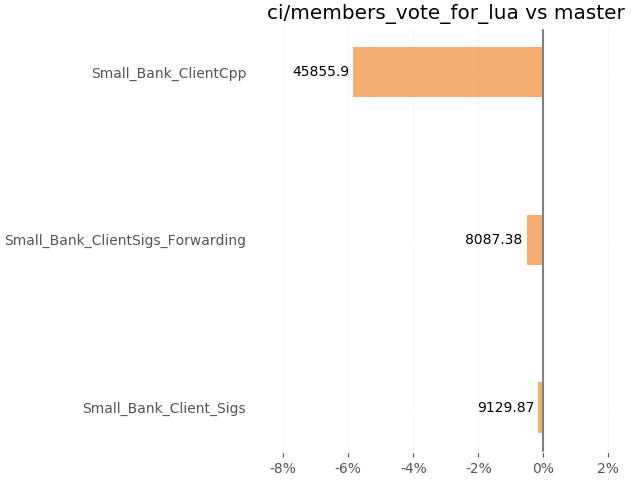 ci/members_vote_for_lua vs master
Small_Bank_ClientCpp
45855.9
Small_Bank_ClientSigs_Forwarding
8087.38
Small_Bank_Client_Sigs
9129.87
-8% -6% -4% -2% 0% 2%